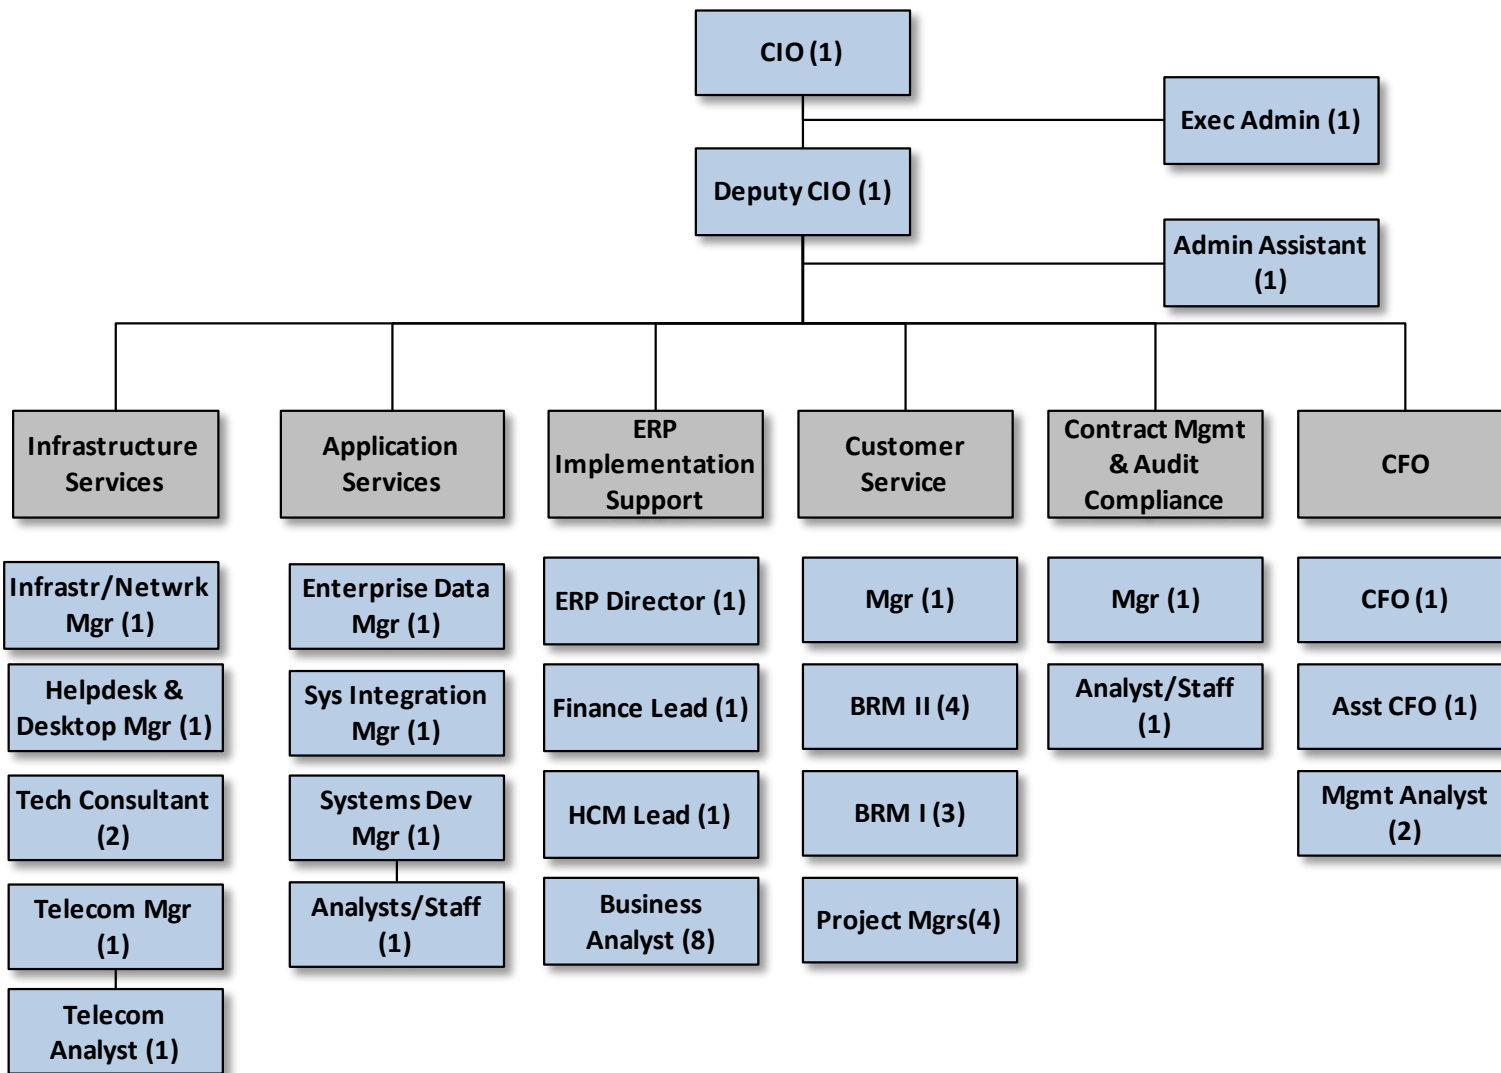 CIO (1)
Exec Admin (1)
Deputy CIO (1)
Admin Assistant
(1)
Infrastructure
Services
Application
Services
ERP
Implementation
Support
Customer
Service
Contract Mgmt
& Audit
Compliance
CFO
Infrastr/Netwrk
Mgr (1)
Helpdesk &
Desktop Mgr (1)
Tech Consultant
(2)
Telecom Mgr
(1)
Telecom
Analyst (1)
Enterprise Data
Mgr (1)
Sys Integration
Mgr (1)
Systems Dev
Mgr (1)
Analysts/Staff
(1)
ERP Director (1)
Finance Lead (1)
HCM Lead (1)
Business
Analyst (8)
Mgr (1)
BRM II (4)
BRM I (3)
Project Mgrs(4)
Mgr (1)
Analyst/Staff
(1)
CFO (1)
Asst CFO (1)
Mgmt Analyst
(2)